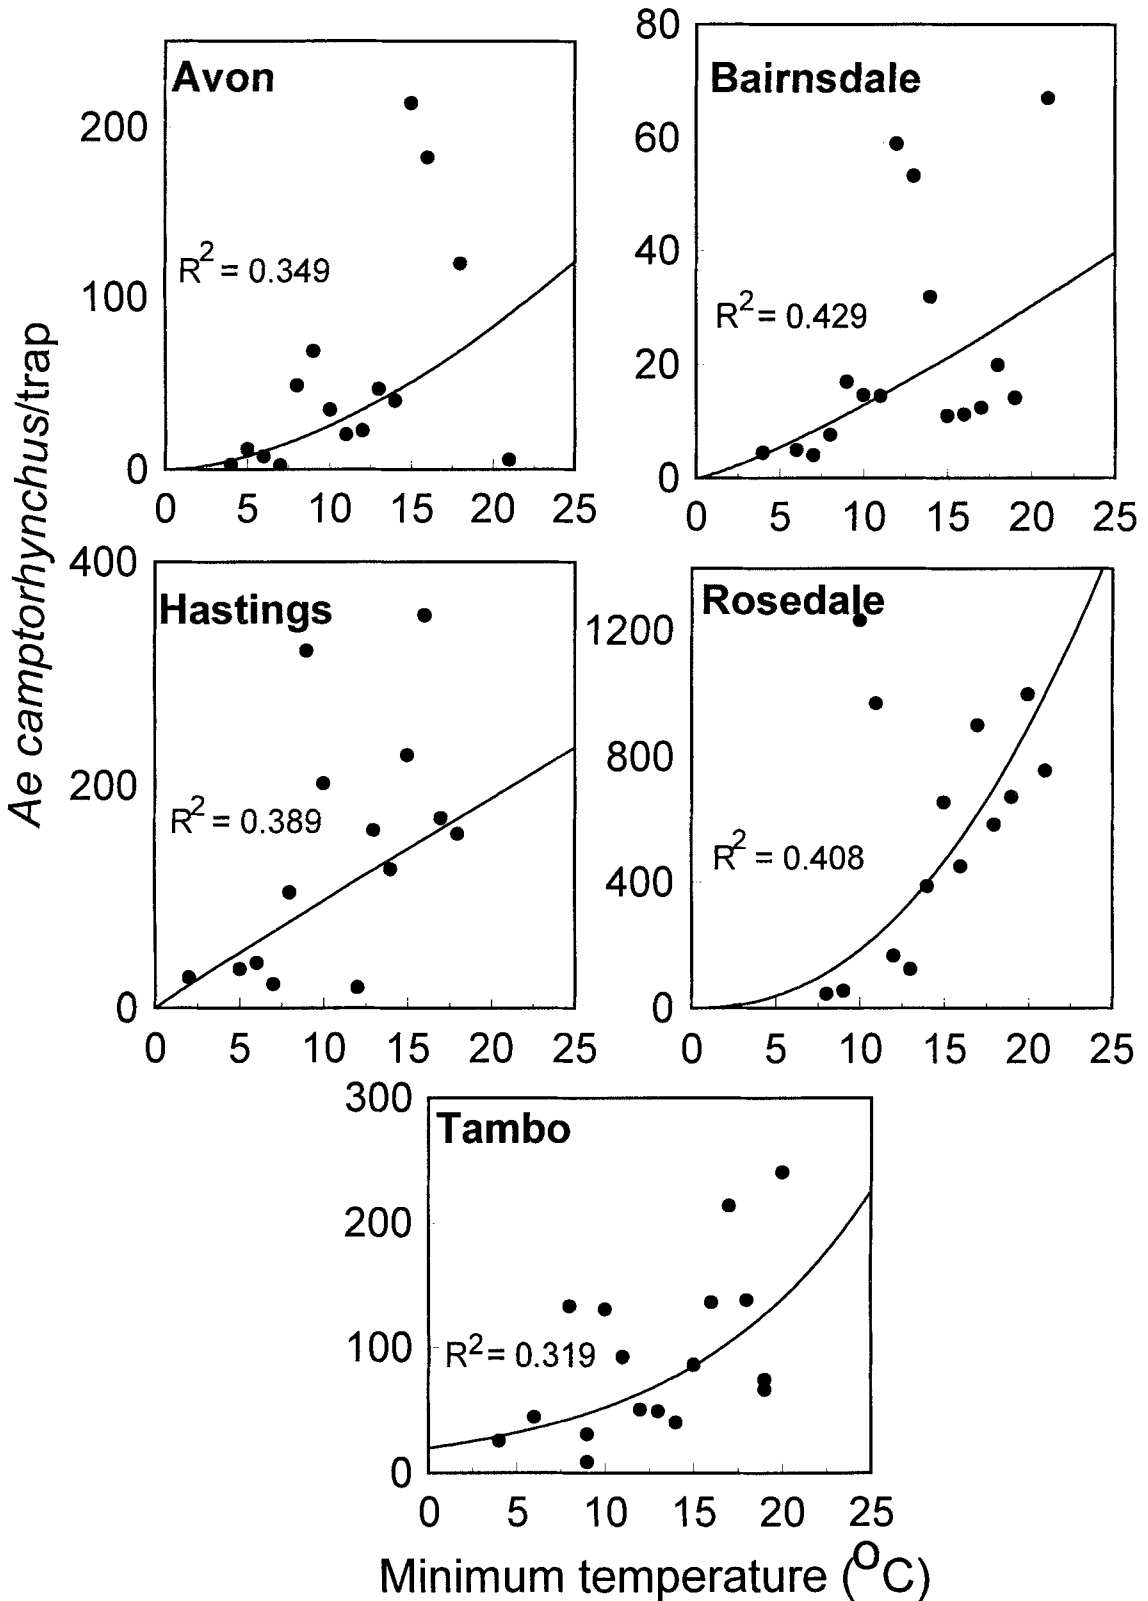 Ae camptorhynchus/trap
Avon
200
R2 = 0.349
100
0
0 5 10 15 20 25
80
Bairnsdale
60
40
R2 = 0.429
20
0
0 5 10 15 20 25
400
Hastings
200
R2 = 0.389
0
0 5 10 15 20 25
Rosedale
1200
800
R2 = 0.408
400
0
0 5 10 15 20 25
300
Tambo
200
100
R2 = 0.319
0
0 5 10 15 20 25
Minimum temperature (oC)